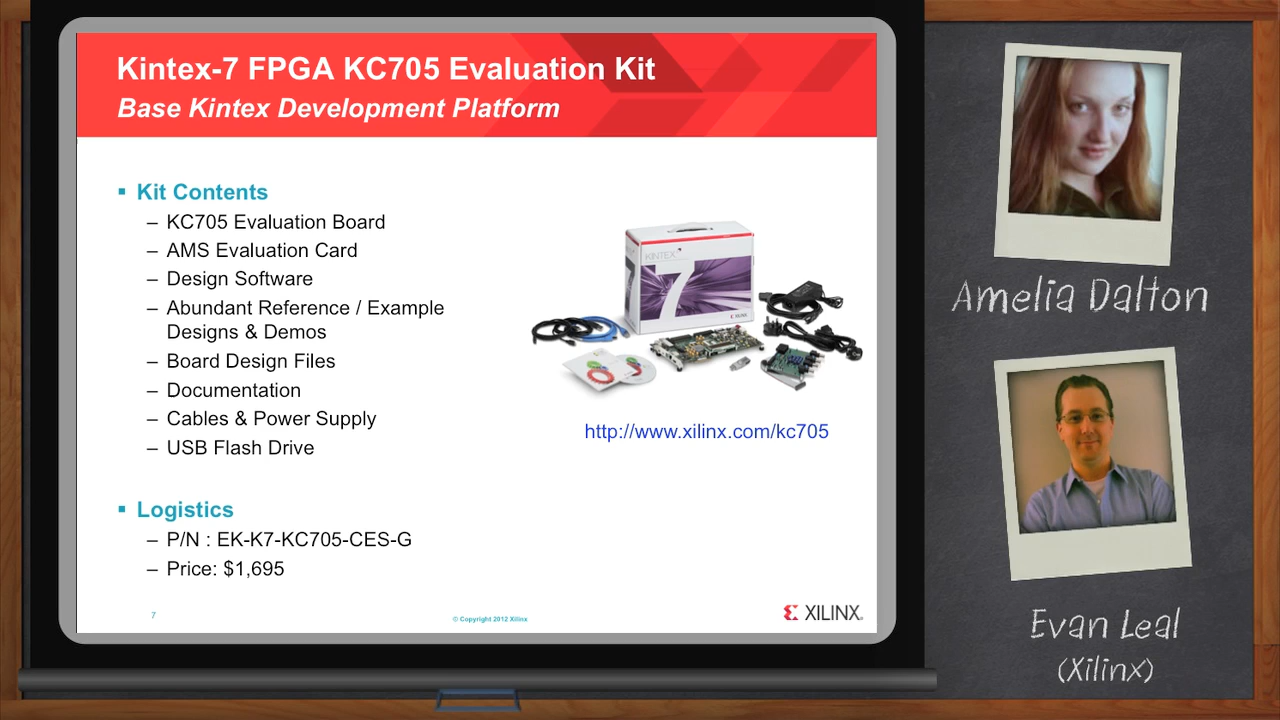 Kintex-7 FPGA KC705 Evaluation Kit
Base Kintex Development Platform
Kit Contents
– KC705 Evaluation Board
– AMS Evaluation Card
– Design Software
– Abundant Reference / Example
Designs & Demos
– Board Design Files
– Documentation
– Cables & Power Supply
– USB Flash Drive
KINTEX
7
XILINX
http://www.xilinx.com/kc705
Logistics
– P/N : EK-K7-KC705-CES-G
– Price: $1,695
7
© Copyright 2012 Xilinx
XILINX
Amelia Dalton
Evan Leal
(Xilinx)